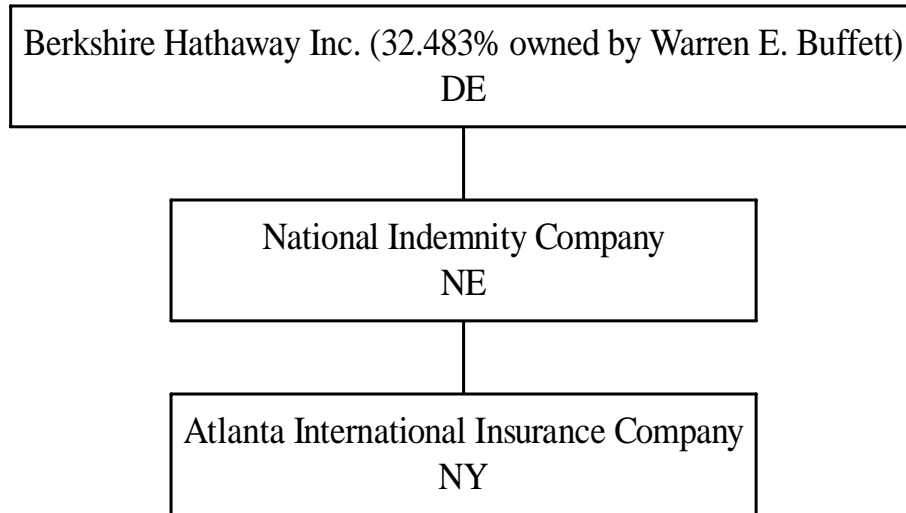 Berkshire Hathaway Inc. (32.483% owned by Warren E. Buffett)
DE
National Indemnity Company
NE
Atlanta International Insurance Company
NY